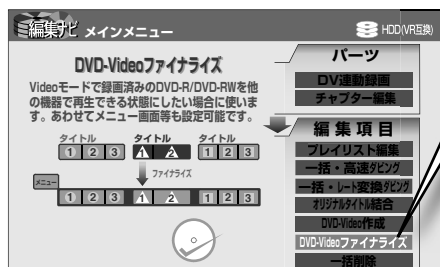 編集ナビ メインメニュー
HDD(VR互換)
DVD-Videoファイナライズ
Videoモードで録画済みのDVD-R/DVD-RWを他
の機器で再生できる状態にしたい場合に使いま
す。あわせてメニュー画面等も設定可能です。
タイトル タイトル タイトル
1 2 3 1 2 1 2 3
ファイナライズ
メニュー
1 2 3 1 2 1 2 3
パーツ
DV連動録画
チャプター編集
編集項目
プレイリスト編集
一括・高速ダビング
一括・レート変換ダビング
オリジナルタイトル結合
DVD-Video作成
DVD-Videoファイナライズ
一括削除